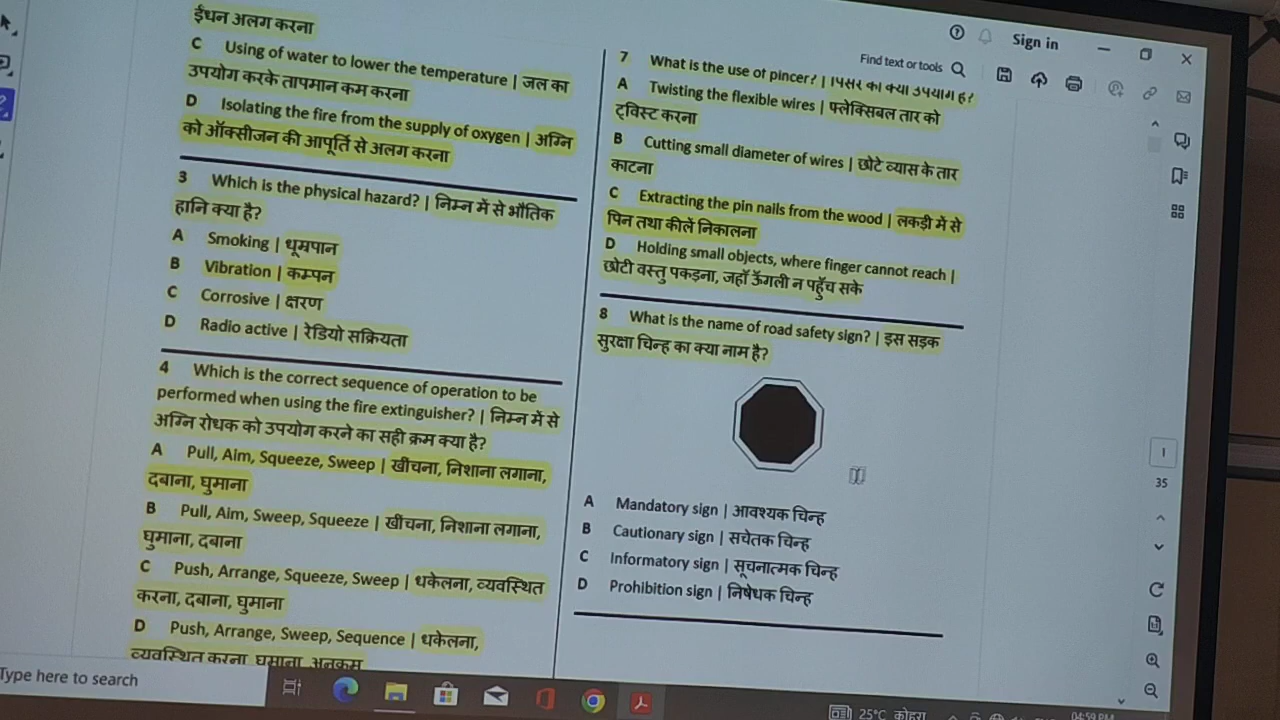 ईंधन अलग करना
C Using of water to lower the temperature | जल का
उपयोग करके तापमान कम करना
D Isolating the fire from the supply of oxygen | अग्नि
को ऑक्सीजन की आपूर्ति से अलग करना
3 Which is the physical hazard? | निम्न में से भौतिक
हानि क्या है?
A Smoking | धूम्रपान
B Vibration | कम्पन
C Corrosive | क्षरण
D Radio active | रेडियो सक्रियता
4 Which is the correct sequence of operation to be
performed when using the fire extinguisher? | निम्न में से
अग्नि रोधक को उपयोग करने का सही क्रम क्या है?
A Pull, Aim, Squeeze, Sweep | खींचना, निशाना लगाना,
दबाना, घुमाना
B Pull, Aim, Sweep, Squeeze | खींचना, निशाना लगाना,
घुमाना, दबाना
C Push, Arrange, Squeeze, Sweep | धकेलना, व्यवस्थित
करना, दबाना, घुमाना
D Push, Arrange, Sweep, Sequence | धकेलना,
व्यवस्थित करना घुमाना अनुक्रम
Sign in
Find text or tools
7 What is the use of pincer? | का क्या उपयोग है?
A Twisting the flexible wires | फ्लेक्सिबल तार को
ट्विस्ट करना
B Cutting small diameter of wires | छोटे व्यास के तार
काटना
C Extracting the pin nails from the wood | लकड़ी में से
पिन तथा कीलें निकालना
D Holding small objects, where finger cannot reach |
छोटी वस्तु पकड़ना, जहाँ ऊँगली न पहुँच सके
8 What is the name of road safety sign? | इस सड़क
सुरक्षा चिन्ह का क्या नाम है?
A Mandatory sign | आवश्यक चिन्ह
B Cautionary sign | सचेतक चिन्ह
C Informatory sign | सूचनात्मक चिन्ह
D Prohibition sign | निषेधक चिन्ह
35
Type here to search
25°C कोहरा
04:59 PM